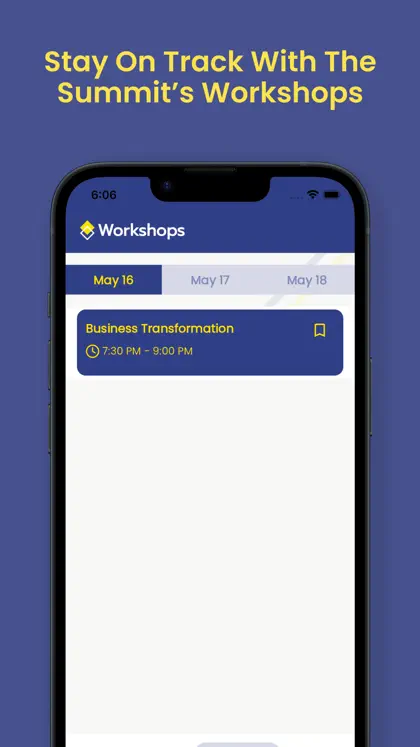 Stay On Track With The
Summit’s Workshops
6:06
Workshops
May 16
May 17
May 18
Business Transformation
7:30 PM - 9:00 PM